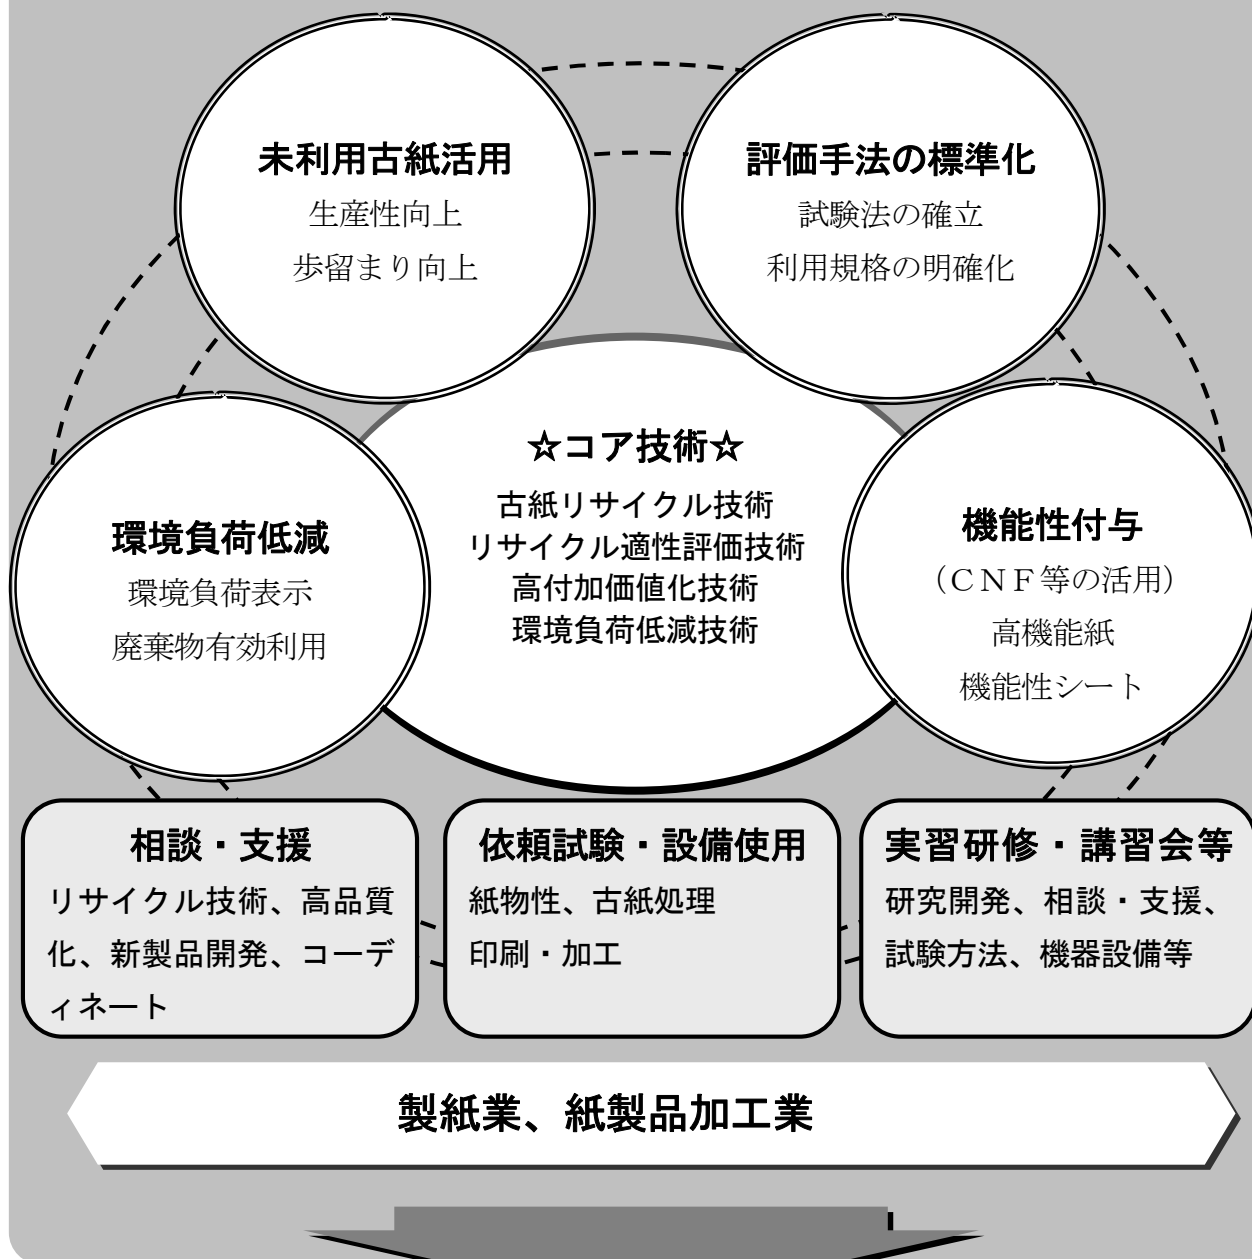 未利用古紙活用
生産性向上
歩留まり向上
評価手法の標準化
試験法の確立
利用規格の明確化
☆コア技術☆
古紙リサイクル技術
リサイクル適性評価技術
高付加価値化技術
環境負荷低減技術
環境負荷低減
環境負荷表示
廃棄物有効利用
機能性付与
（ＣＮＦ等の活用）
高機能紙
機能性シート
相談・支援
リサイクル技術、高品質
化、新製品開発、コーデ
ィネート
依頼試験・設備使用
紙物性、古紙処理
印刷・加工
実習研修・講習会等
研究開発、相談・支援、
試験方法、機器設備等
製紙業、紙製品加工業